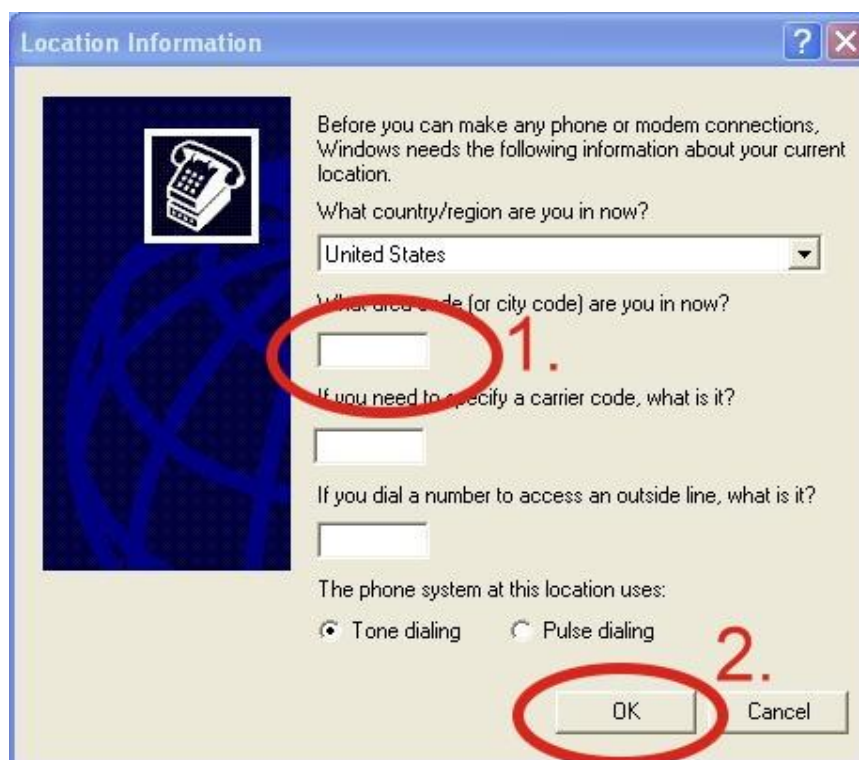 Location Information
Before you can make any phone or modem connections,
Windows needs the following information about your current
location.
What country/region are you in now?
United States
What area code (or city code) are you in now?
1.
If you need to specify a carrier code, what is it?
If you dial a number to access an outside line, what is it?
The phone system at this location uses:
Tone dialing Pulse dialing
2.
OK Cancel